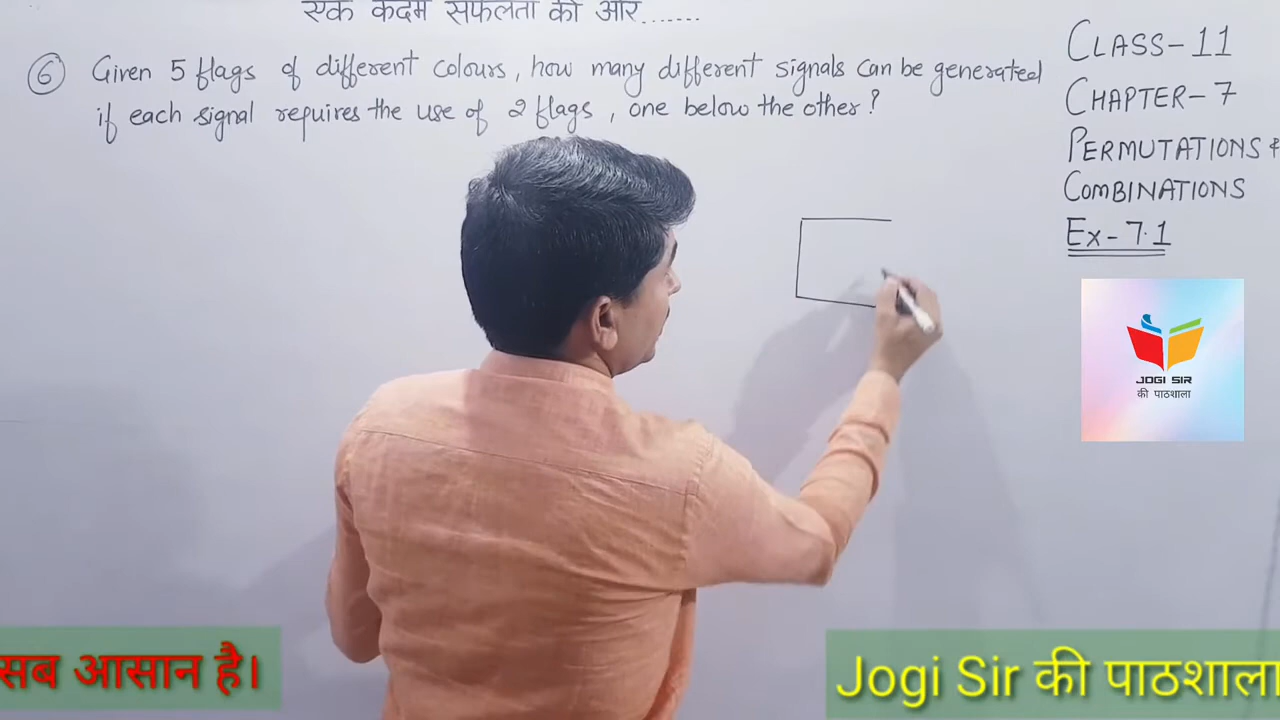 एक कदम सफलता की ओर.......
6 Given 5 flags of different colours, how many different signals can be generated
if each signal requires the use of 2 flags, one below the other?
CLASS-11
CHAPTER-7
PERMUTATIONS &
COMBINATIONS
Ex-7.1
JOGI SIR
की पाठशाला
सब आसान है।
Jogi Sir की पाठशाला